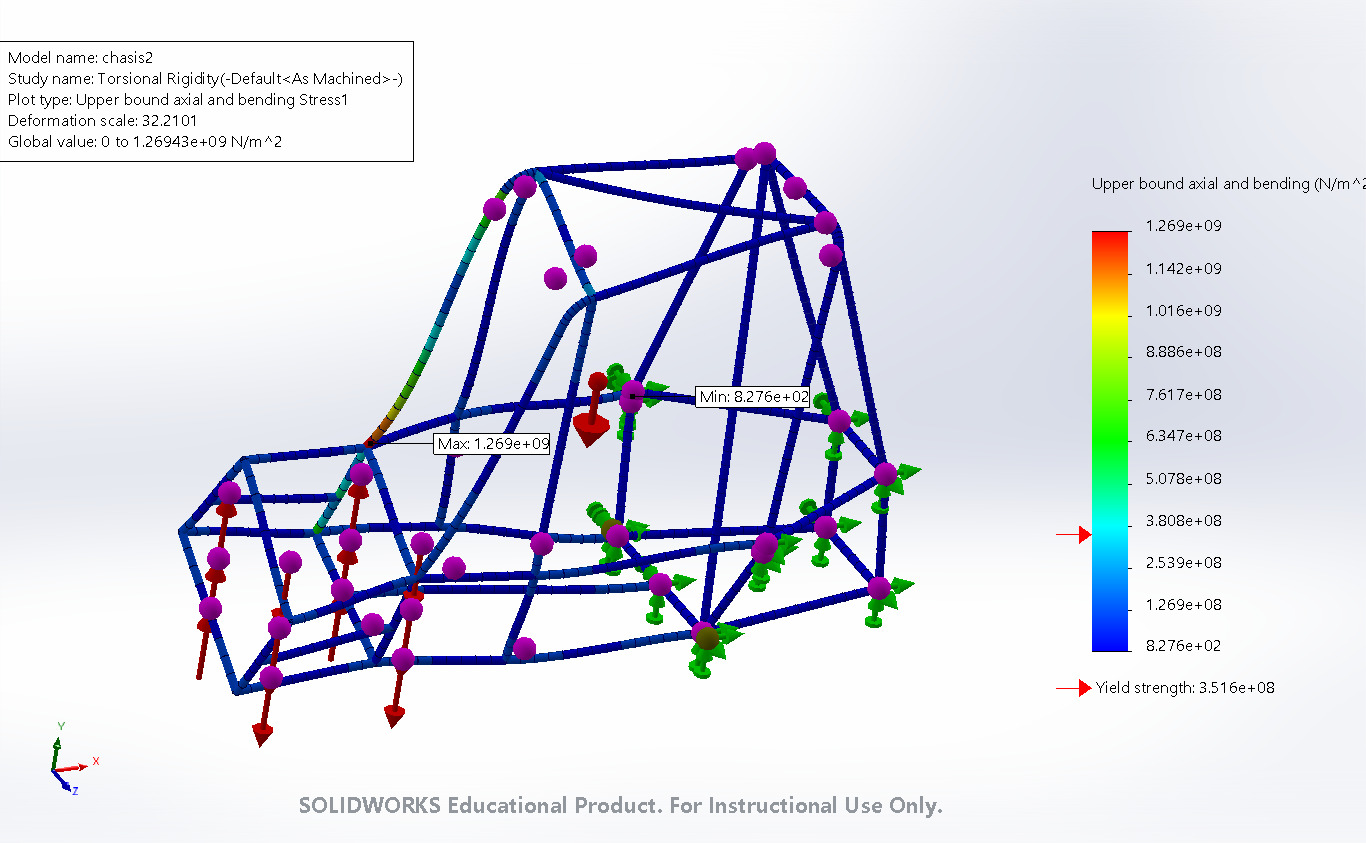 Model name: chasis2
Study name: Torsional Rigidity(-Default<As Machined>-)
Plot type: Upper bound axial and bending Stress1
Deformation scale: 32.2101
Global value: 0 to 1.26943e+09 N/m^2
Upper bound axial and bending (N/m^2
1.269e+09
1.142e+09
1.016e+09
8.886e+08
7.617e+08
6.347e+08
5.078e+08
3.808e+08
2.539e+08
1.269e+08
8.276e+02
Yield strength: 3.516e+08
Min: 8.276e+02
Max: 1.269e+09
Y
X
Z
SOLIDWORKS Educational Product. For Instructional Use Only.